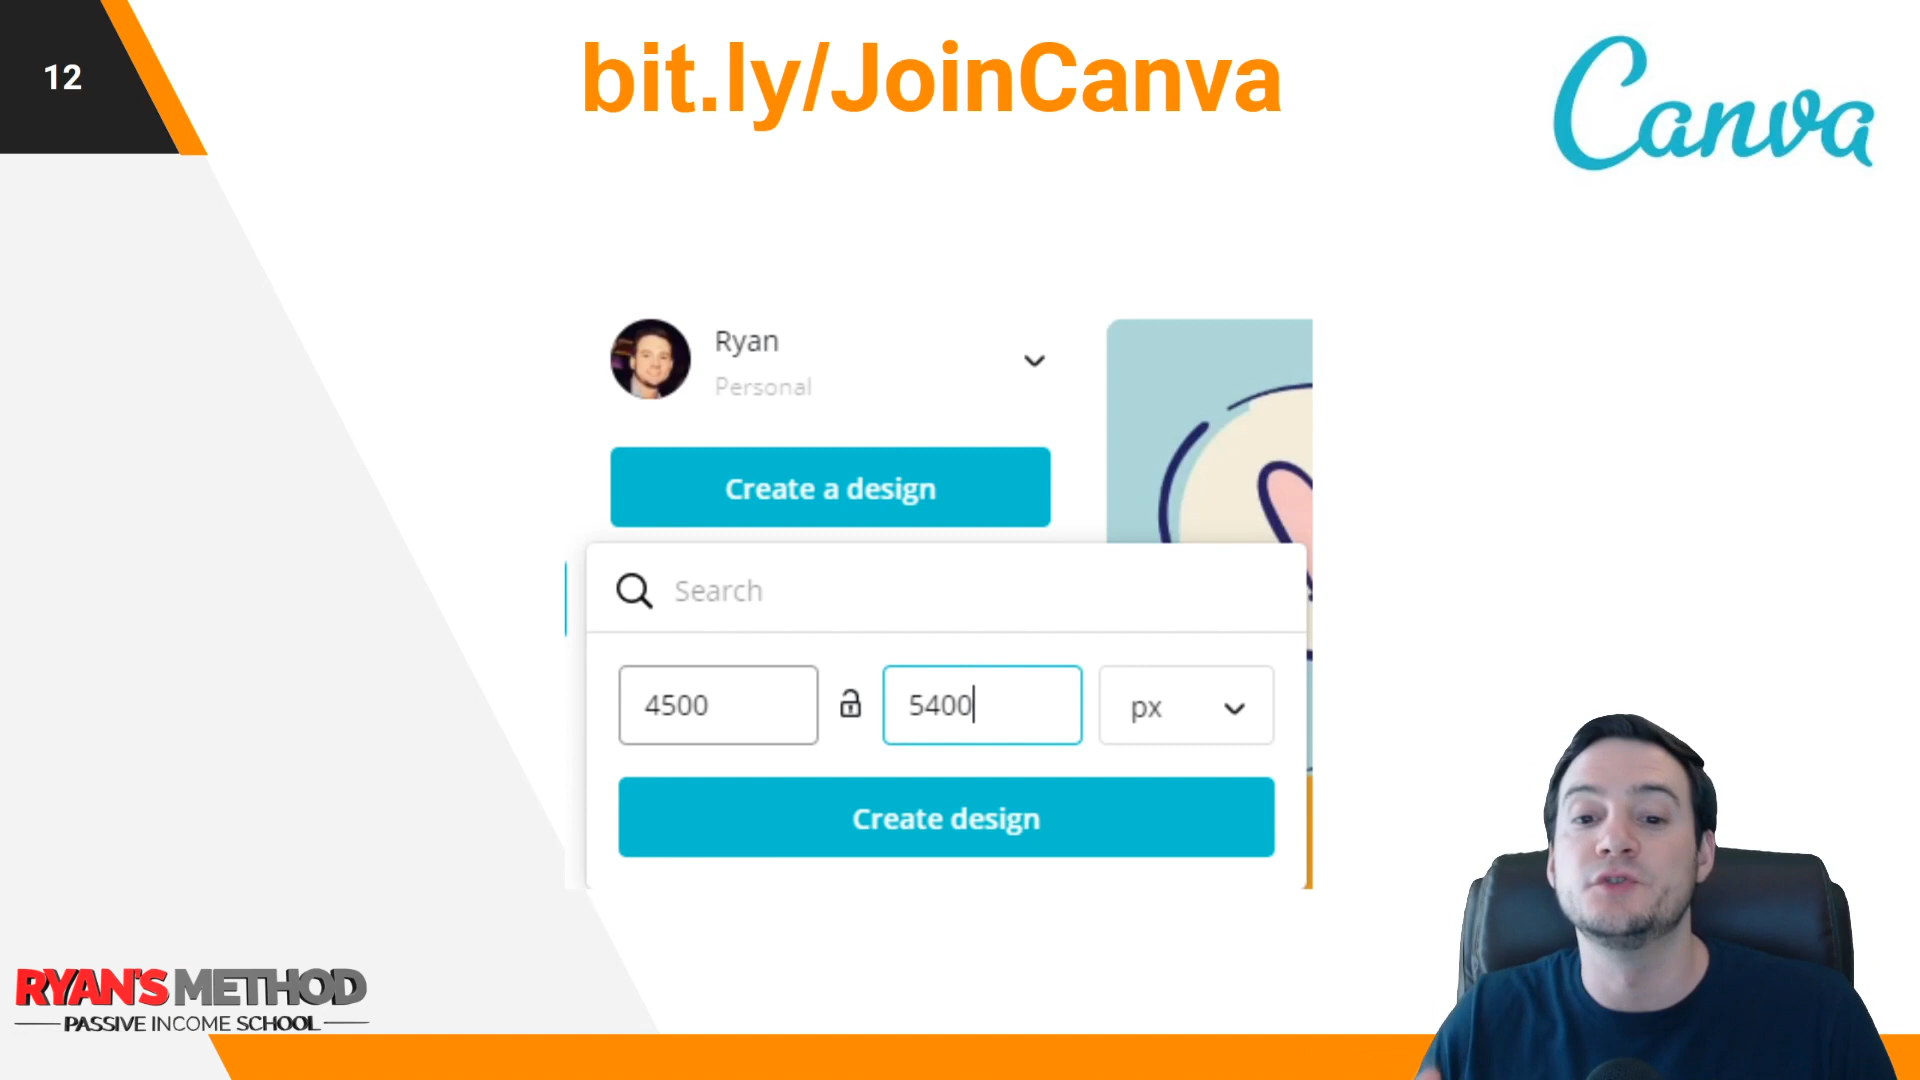 12
bit.ly/JoinCanva
Canva
Ryan
Personal
Create a design
Search
4500
5400
px
Create design
RYAN'S METHOD
PASSIVE INCOME SCHOOL